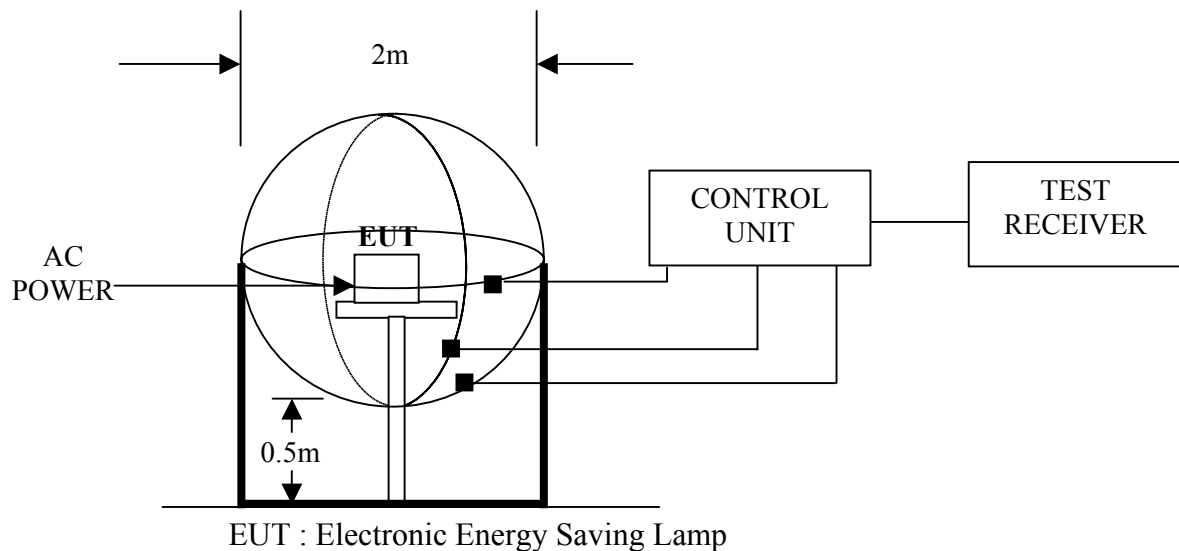 2m
EUT
CONTROL
UNIT
TEST
RECEIVER
AC
POWER
0.5m
EUT : Electronic Energy Saving Lamp